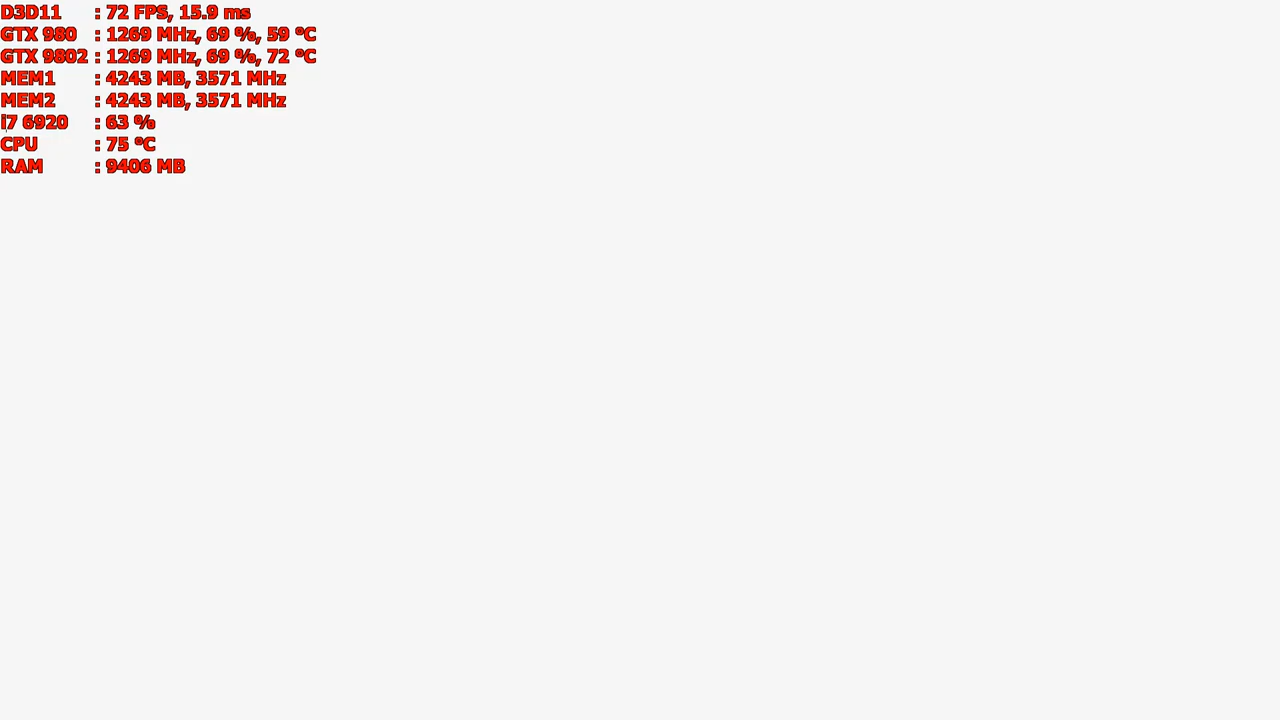 D3D11 : 72 FPS, 15.9 ms
GTX 980 : 1269 MHz, 69 %, 59 °C
GTX 9802 : 1269 MHz, 69 %, 72 °C
MEM1 : 4243 MB, 3571 MHz
MEM2 : 4243 MB, 3571 MHz
i7 6920 : 63 %
CPU : 75 °C
RAM : 9406 MB